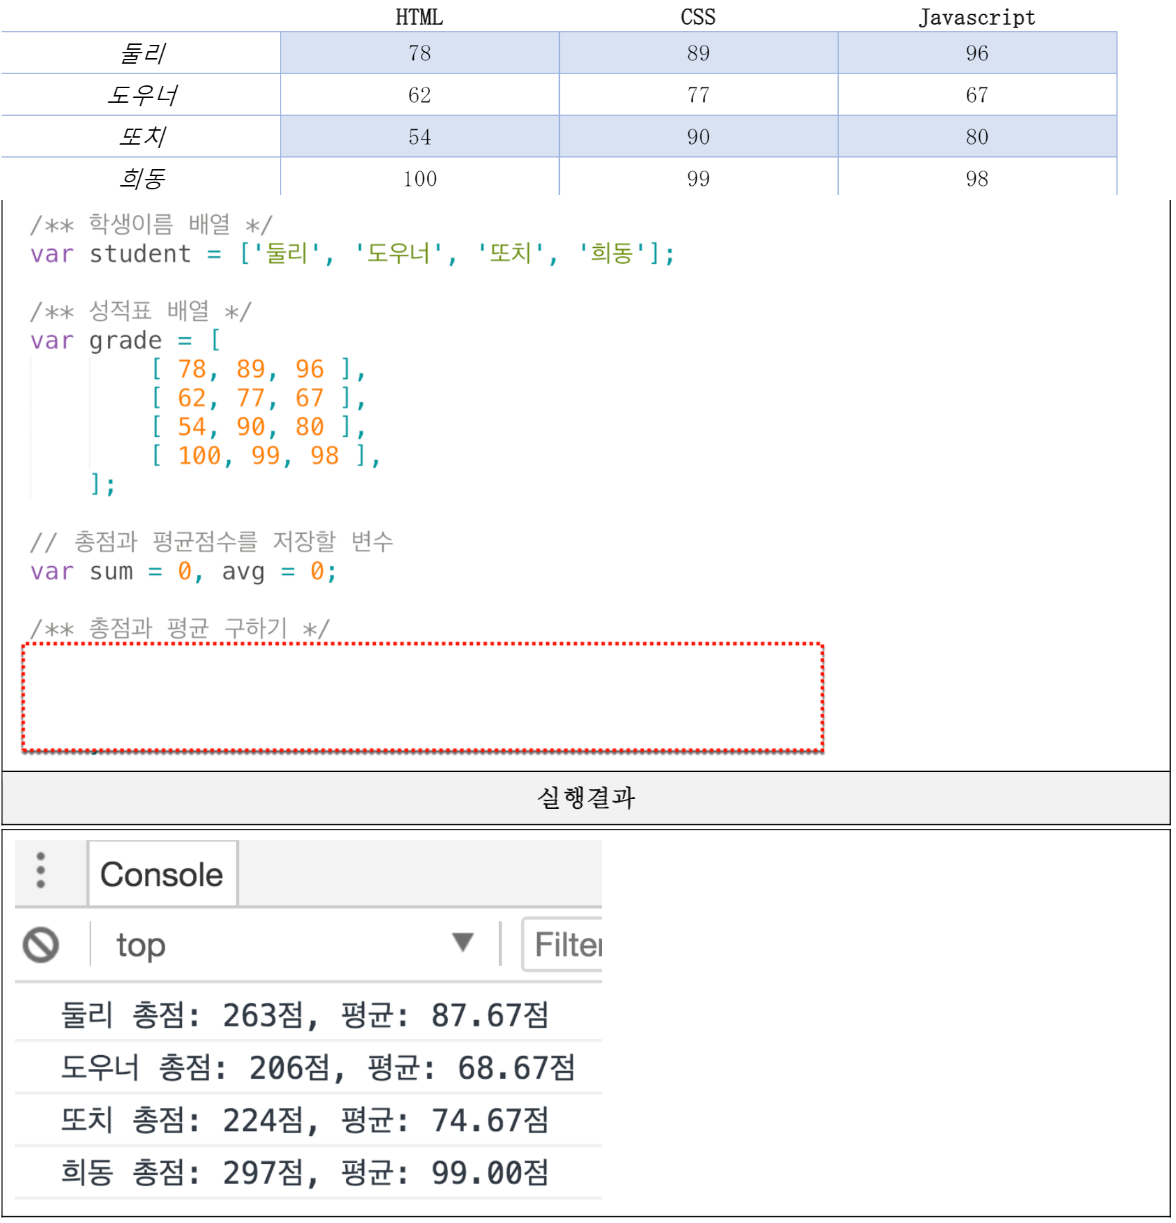 HTML CSS Javascript
둘리 78 89 96
도우너 62 77 67
또치 54 90 80
희동 100 99 98
/** 학생이름 배열 */
var student = ['둘리', '도우너', '또치', '희동'];
/** 성적표 배열 */
var grade = [
[ 78, 89, 96 ],
[ 62, 77, 67 ],
[ 54, 90, 80 ],
[ 100, 99, 98 ],
];
// 총점과 평균점수를 저장할 변수
var sum = 0, avg = 0;
/** 총점과 평균 구하기 */
실행결과
Console
top ▼ Filter
둘리 총점: 263점, 평균: 87.67점
도우너 총점: 206점, 평균: 68.67점
또치 총점: 224점, 평균: 74.67점
희동 총점: 297점, 평균: 99.00점